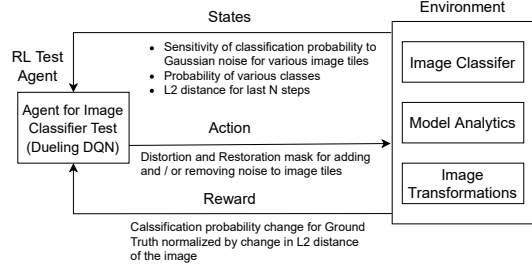 States
Environment
• Sensitivity of classification probability to
Gaussian noise for various image tiles
• Probability of various classes
• L2 distance for last N steps
RL Test
Agent
Agent for Image
Classifier Test
(Dueling DQN)
Action
Distortion and Restoration mask for adding
and / or removing noise to image tiles
Reward
Calssification probability change for Ground
Truth normalized by change in L2 distance
of the image
Image Classifer
Model Analytics
Image
Transformations